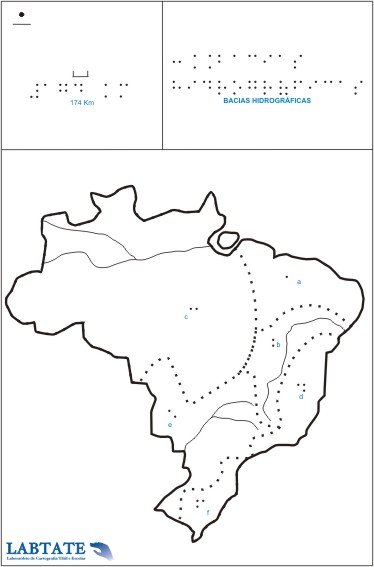 174 Km
BACIAS HIDROGRÁFICAS
a
c
b
d
e
f
LABTATE
Laboratório de Cartografia Tátil e Escolar